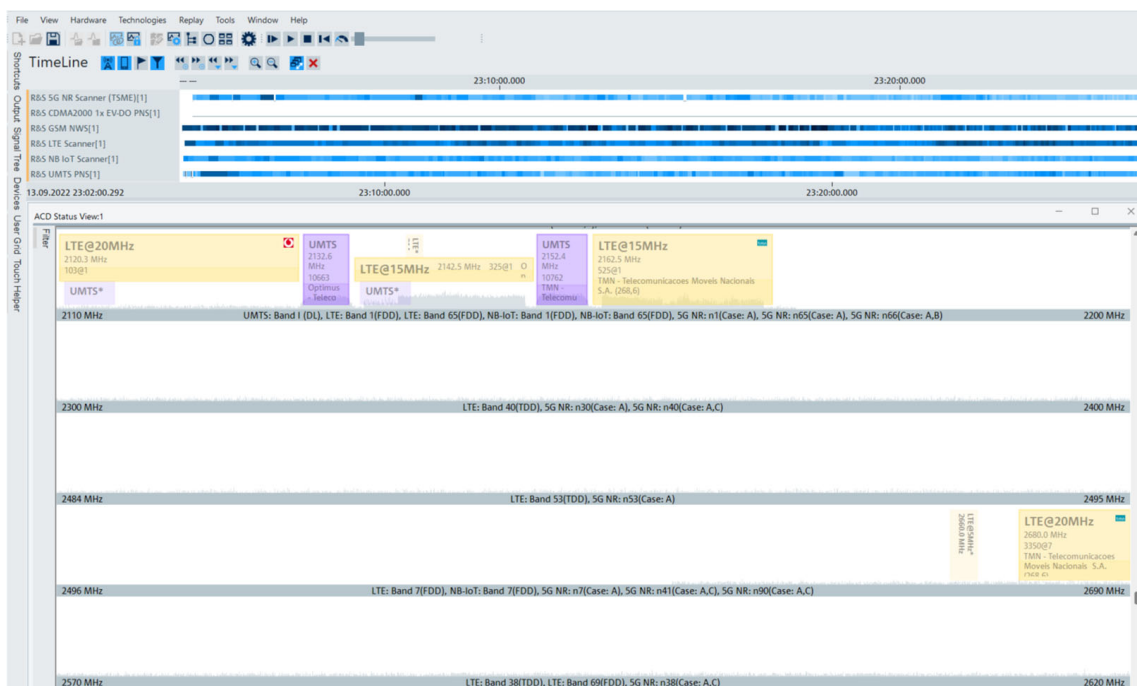 File View Hardware Technologies Replay Tools Window Help
TimeLine
23:10:00.000 23:20:00.000
R&S 5G NR Scanner (TSME)[1]
R&S CDMA2000 1x EV-DO PNS[1]
R&S GSM NWS[1]
R&S LTE Scanner[1]
R&S NB IoT Scanner[1]
R&S UMTS PNS[1]
13.09.2022 23:02:00.292 23:10:00.000 23:20:00.000
Shortcuts Output Signal Tree Devices User Grid Touch Helper
ACD Status View:1
Filter
LTE@20MHz
2120.3 MHz
103@1
UMTS*
UMTS
2132.6
MHz
10663
Optimus
- Teleco
LTE*
LTE@15MHz 2142.5 MHz 325@1
UMTS*
UMTS
2152.4
MHz
10762
TMN -
Telecomu
LTE@15MHz
2162.5 MHz
525@1
TMN - Telecomunicacoes Moveis Nacionais
S.A. (268,6)
2110 MHz UMTS: Band I (DL), LTE: Band 1(FDD), LTE: Band 65(FDD), NB-IoT: Band 1(FDD), NB-IoT: Band 65(FDD), 5G NR: n1(Case: A), 5G NR: n65(Case: A), 5G NR: n66(Case: A,B) 2200 MHz
2300 MHz LTE: Band 40(TDD), 5G NR: n30(Case: A), 5G NR: n40(Case: A,C) 2400 MHz
2484 MHz LTE: Band 53(TDD), 5G NR: n53(Case: A) 2495 MHz
LTE@5MHz*
2660.0 MHz
LTE@20MHz
2680.0 MHz
3350@7
TMN - Telecomunicacoes
Moveis Nacionais S.A.
(268,6)
2496 MHz LTE: Band 7(FDD), NB-IoT: Band 7(FDD), 5G NR: n7(Case: A), 5G NR: n41(Case: A,C), 5G NR: n90(Case: A,C) 2690 MHz
2570 MHz LTE: Band 38(TDD), LTE: Band 69(FDD), 5G NR: n38(Case: A,C) 2620 MHz